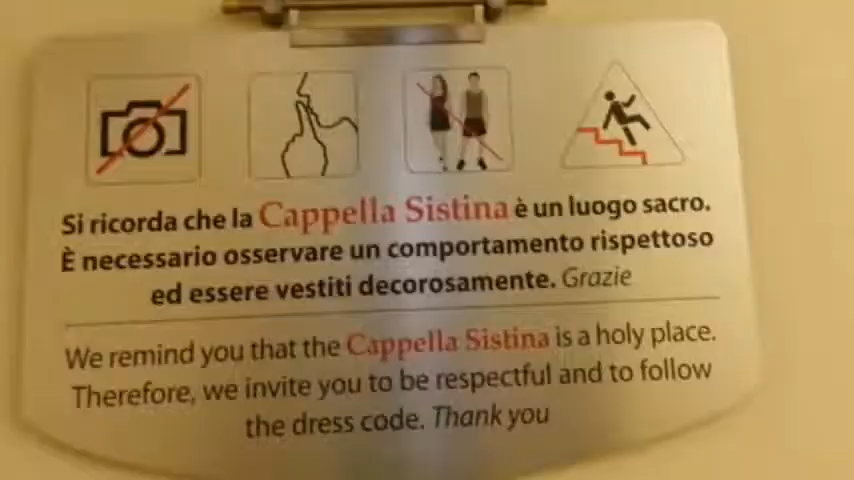 Si ricorda che la Cappella Sistina è un luogo sacro.
È necessario osservare un comportamento rispettoso
ed essere vestiti decorosamente. Grazie
We remind you that the Cappella Sistina is a holy place.
Therefore, we invite you to be respectful and to follow
the dress code. Thank you